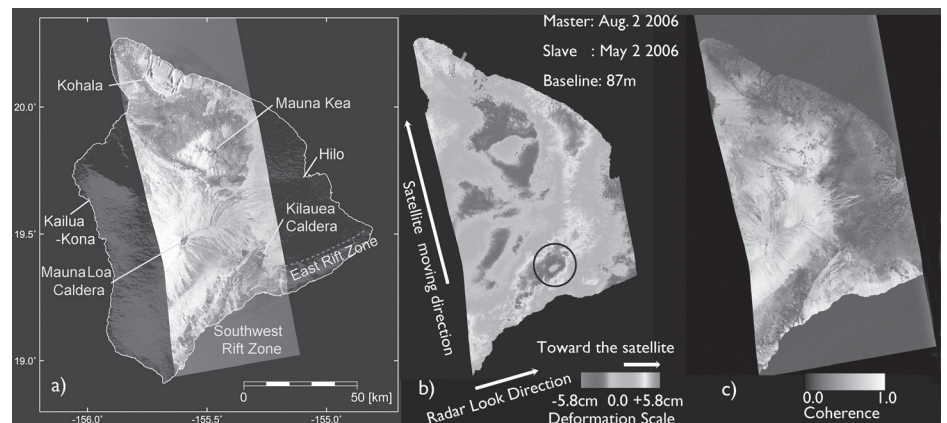 Kohala
Mauna Kea
Hilo
Kailua
-Kona
Kilauea
Caldera
Mauna Loa
Caldera
East Rift Zone
Southwest
Rift Zone
20.0°
19.5°
19.0°
a)
0 50 [km]
-156.0° -155.5° -155.0°
Master: Aug. 2 2006
Slave : May 2 2006
Baseline: 87m
Satellite moving direction
Radar Look Direction
b)
Toward the satellite
-5.8cm 0.0 +5.8cm
Deformation Scale
c)
0.0 1.0
Coherence